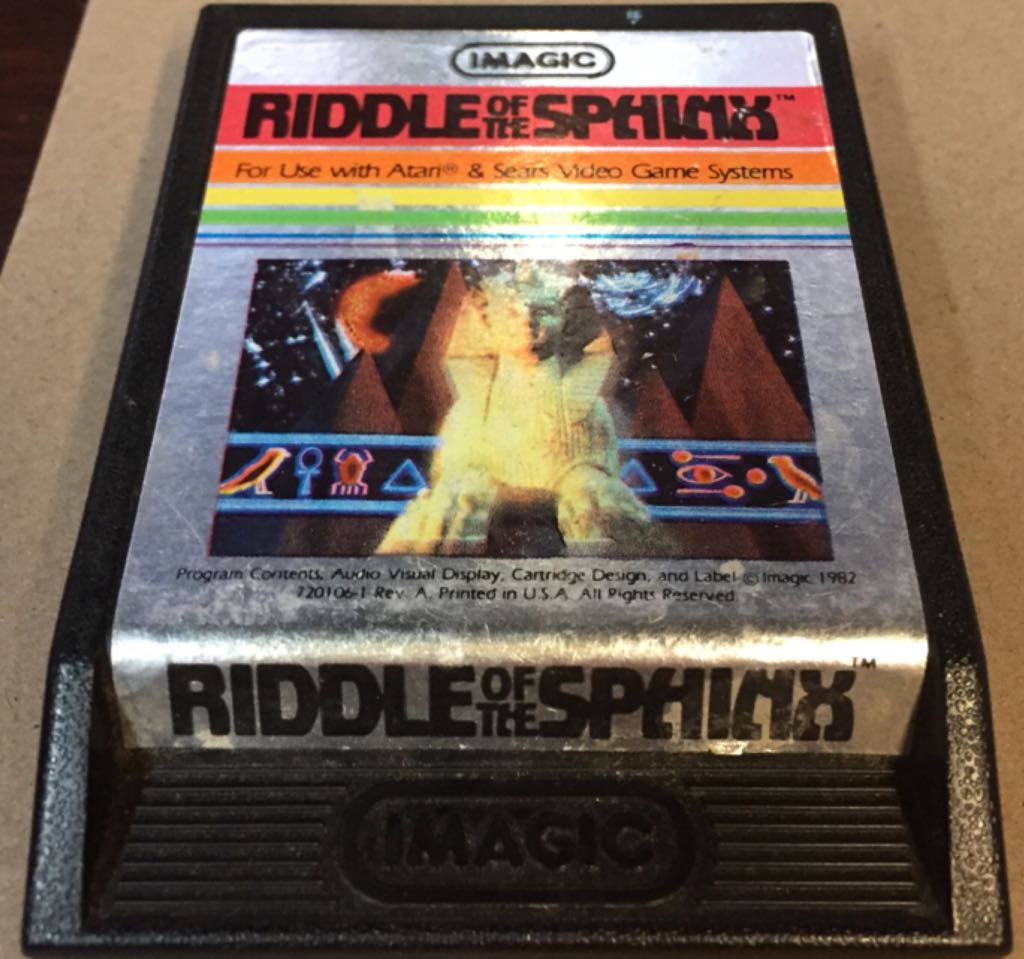 IMAGIC
RIDDLE OF THE SPHINX™
For Use with Atari® & Sears Video Game Systems
Program Contents, Audio Visual Display, Cartridge Design, and Label © Imagic 1982
720106-1 Rev. A, Printed in U.S.A. All Rights Reserved
RIDDLE OF THE SPHINX™
IMAGIC